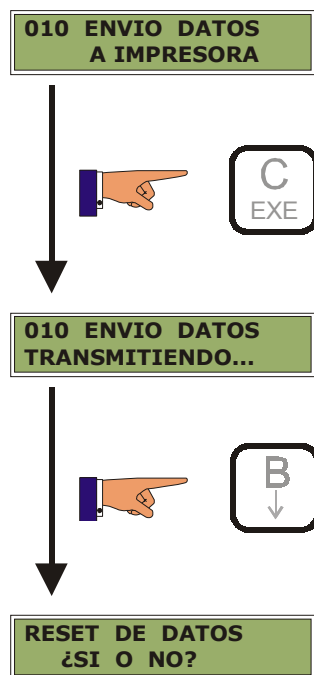 010 ENVIO DATOS
A IMPRESORA
C
EXE
010 ENVIO DATOS
TRANSMITIENDO...
B
↓
RESET DE DATOS
¿SI O NO?